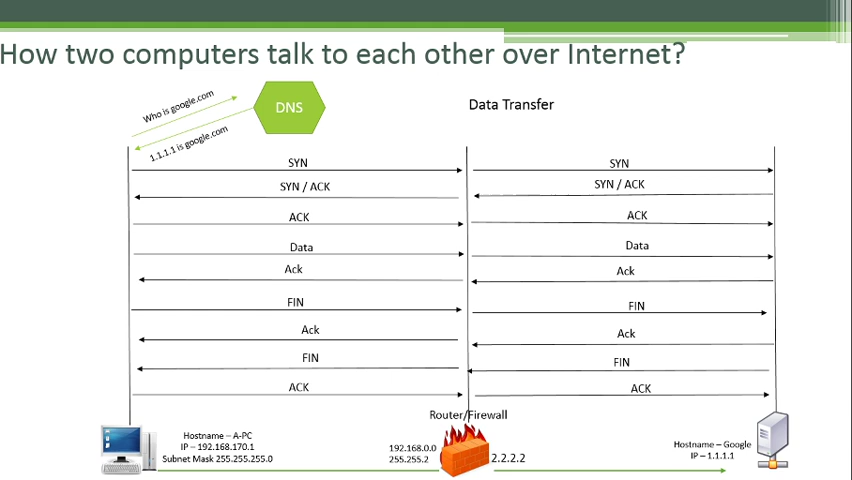 How two computers talk to each other over Internet?
Who is google.com
DNS
Data Transfer
1.1.1.1 is google.com
SYN
SYN
SYN / ACK
SYN / ACK
ACK
ACK
Data
Data
Ack
Ack
FIN
FIN
Ack
Ack
FIN
FIN
ACK
ACK
Router/Firewall
Hostname – A-PC
IP – 192.168.170.1
Subnet Mask 255.255.255.0
192.168.0.0
255.255.2
2.2.2.2
Hostname – Google
IP – 1.1.1.1